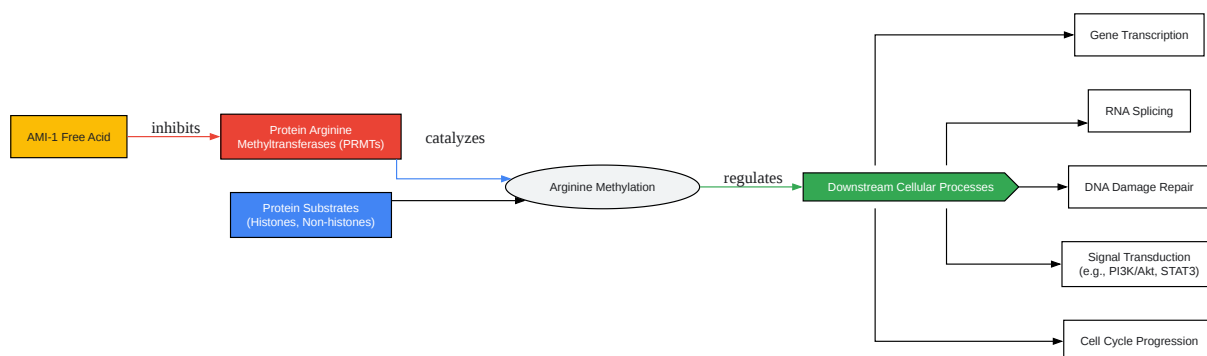 AMI-1 Free Acid
inhibits
Protein Arginine
Methyltransferases (PRMTs)
catalyzes
Protein Substrates
(Histones, Non-histones)
Arginine Methylation
regulates
Downstream Cellular Processes
Gene Transcription
RNA Splicing
DNA Damage Repair
Signal Transduction
(e.g., PI3K/Akt, STAT3)
Cell Cycle Progression